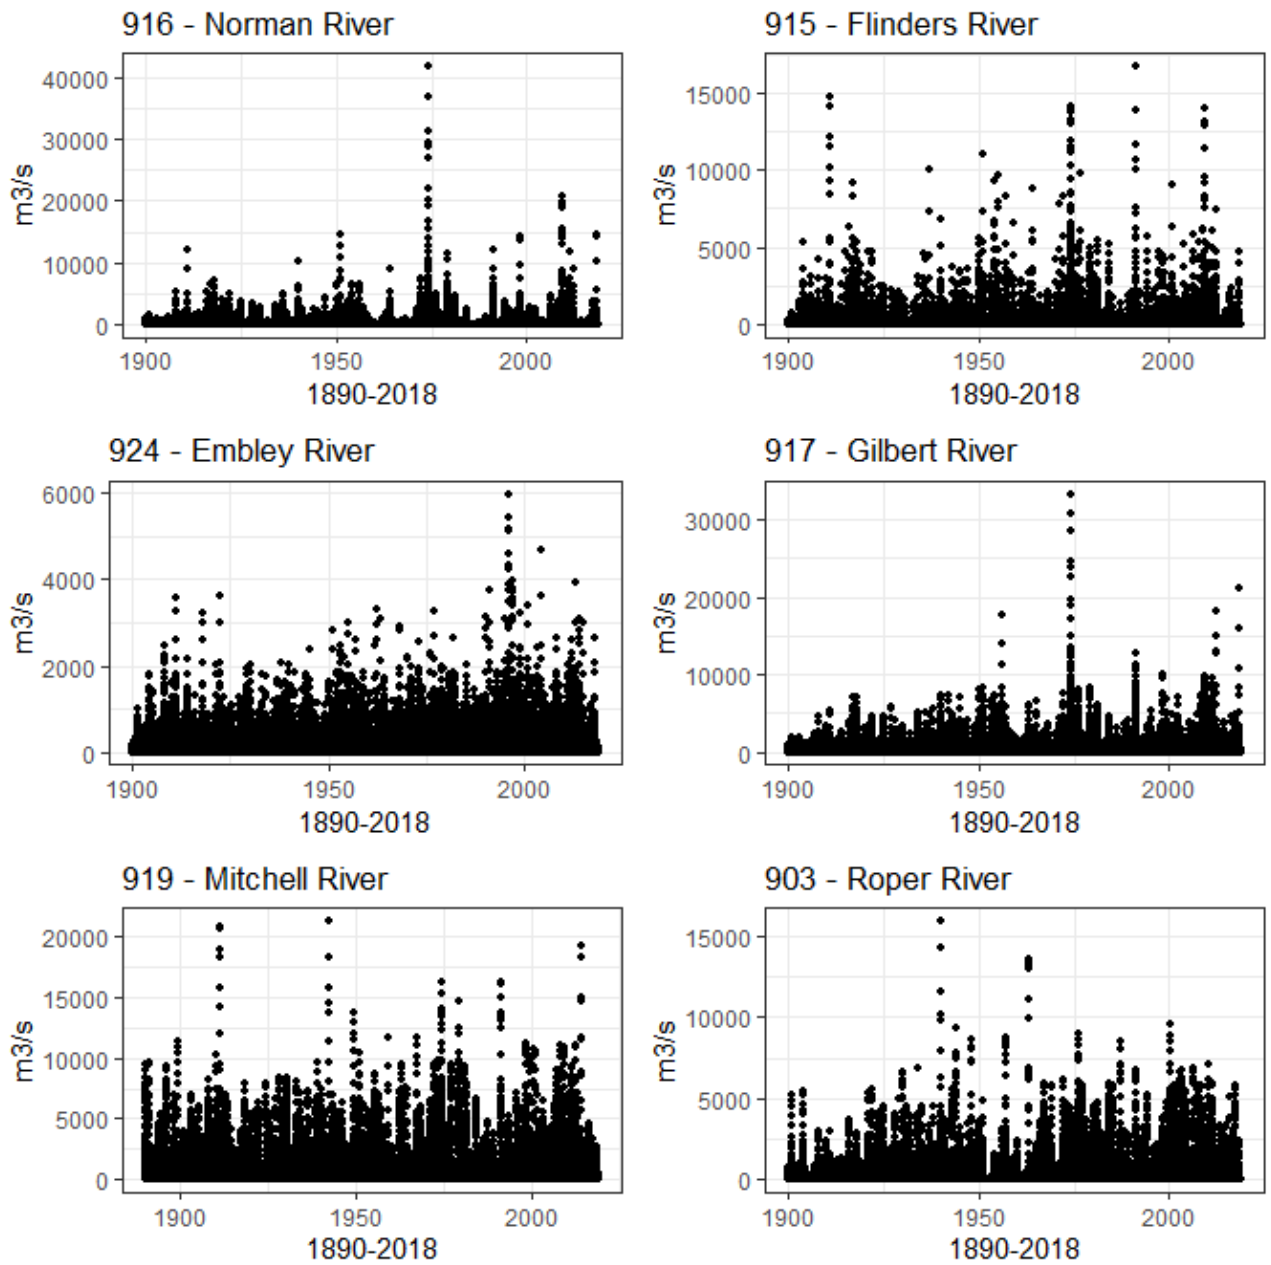 916 - Norman River
40000
30000
20000
10000
0
m3/s
1900 1950 2000
1890-2018
915 - Flinders River
15000
10000
5000
0
m3/s
1900 1950 2000
1890-2018
924 - Embley River
6000
4000
2000
0
m3/s
1900 1950 2000
1890-2018
917 - Gilbert River
30000
20000
10000
0
m3/s
1900 1950 2000
1890-2018
919 - Mitchell River
20000
15000
10000
5000
0
m3/s
1900 1950 2000
1890-2018
903 - Roper River
15000
10000
5000
0
m3/s
1900 1950 2000
1890-2018